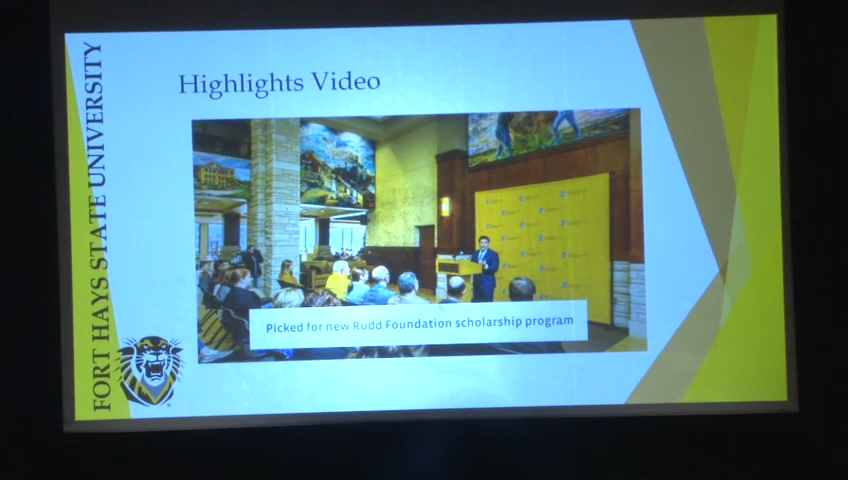 Highlights Video
FORT HAYS STATE UNIVERSITY
Picked for new Rudd Foundation scholarship program